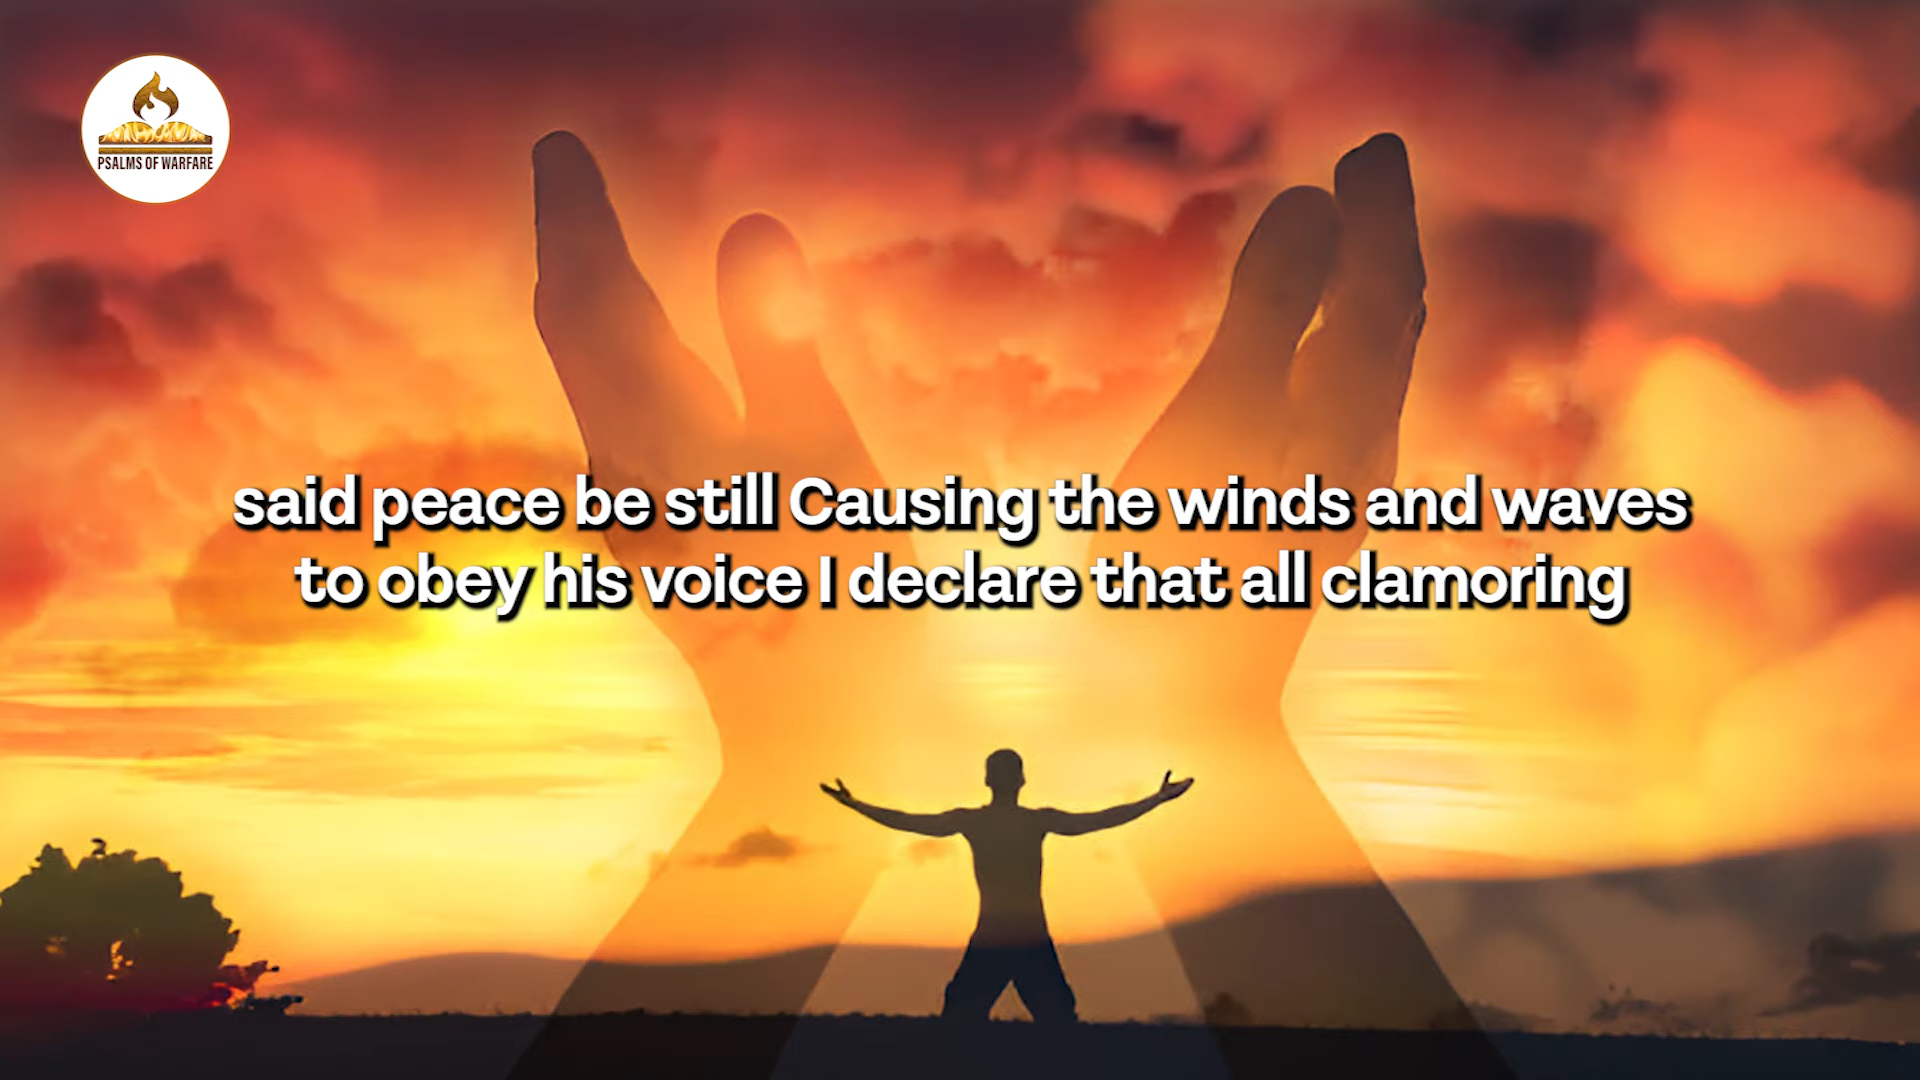 PSALMS OF WARFARE
said peace be still Causing the winds and waves
to obey his voice I declare that all clamoring